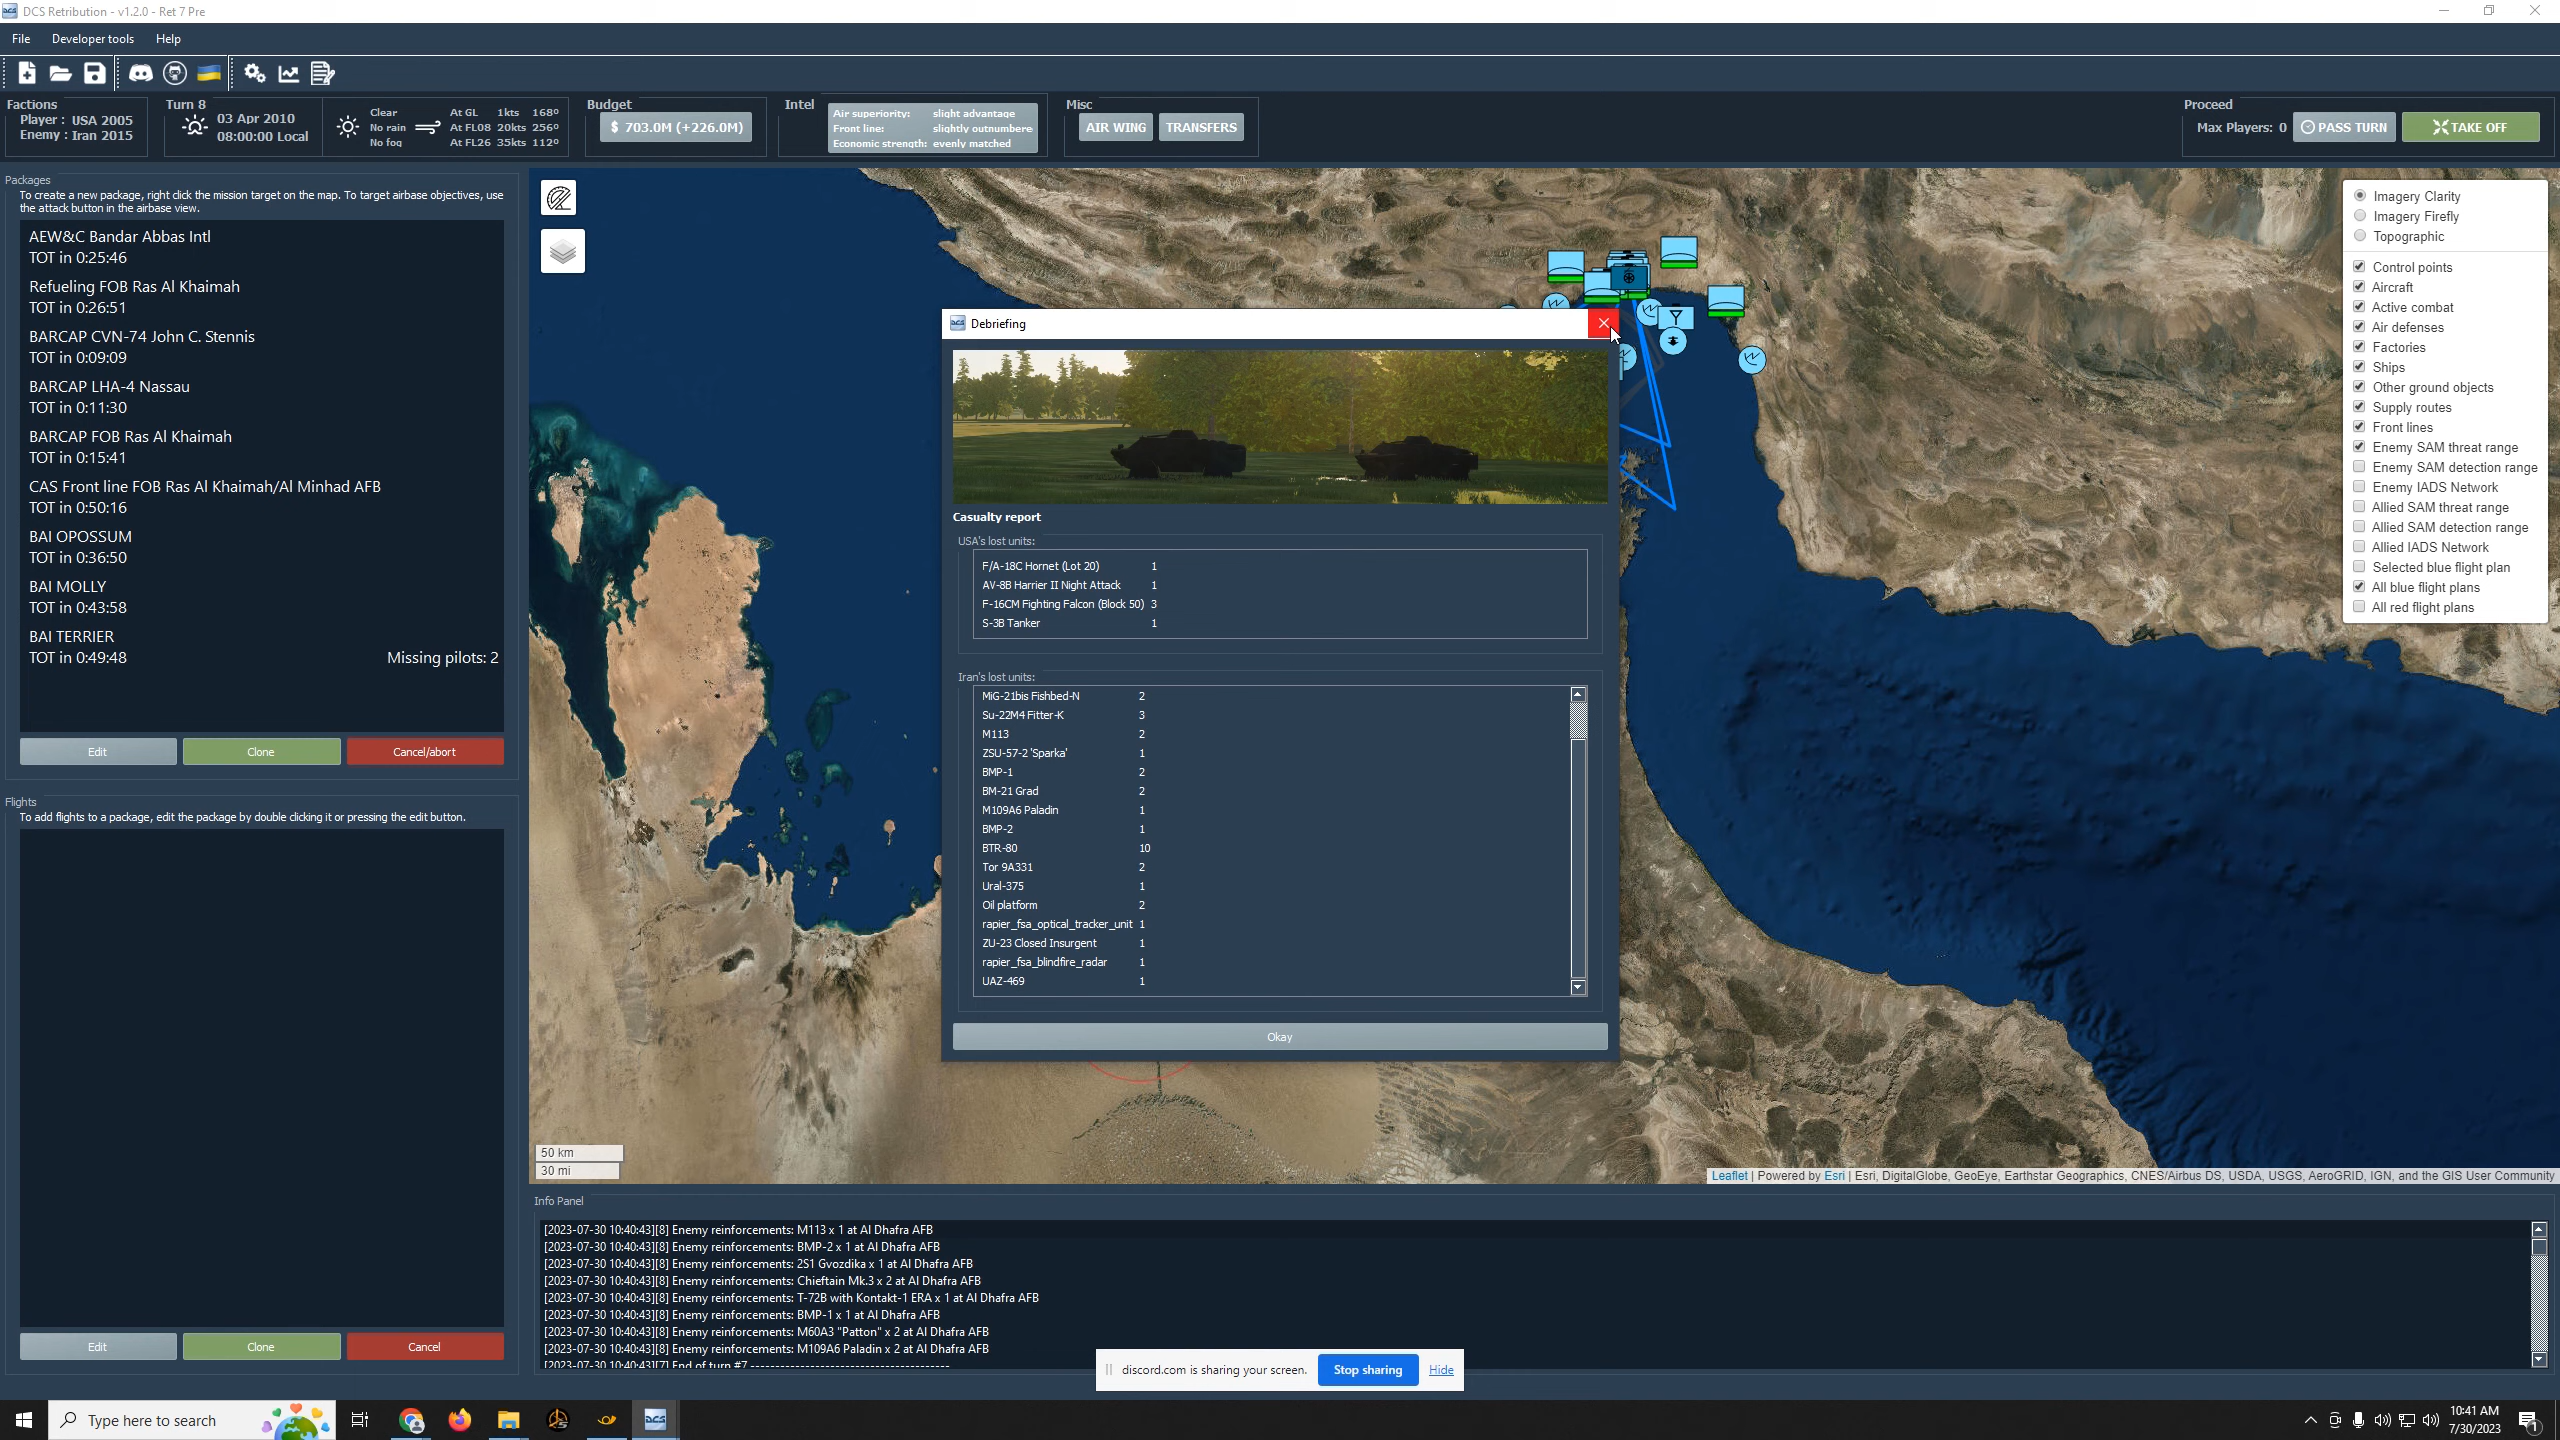 DCS Retribution - v1.2.0 - Ret 7 Pre
File Developer tools Help
Factions
Player : USA 2005
Enemy : Iran 2015
Turn 8
03 Apr 2010
08:00:00 Local
Clear
No rain
No fog
At GL 1kts 168º
At FL08 20kts 256º
At FL26 35kts 112º
Budget
$ 703.0M (+226.0M)
Intel
Air superiority: slight advantage
Front line: slightly outnumbere
Economic strength: evenly matched
Misc
AIR WING TRANSFERS
Proceed
Max Players: 0 PASS TURN TAKE OFF
Packages
To create a new package, right click the mission target on the map. To target airbase objectives, use
the attack button in the airbase view.
AEW&C Bandar Abbas Intl
TOT in 0:25:46
Refueling FOB Ras Al Khaimah
TOT in 0:26:51
BARCAP CVN-74 John C. Stennis
TOT in 0:09:09
BARCAP LHA-4 Nassau
TOT in 0:11:30
BARCAP FOB Ras Al Khaimah
TOT in 0:15:41
CAS Front line FOB Ras Al Khaimah/Al Minhad AFB
TOT in 0:50:16
BAI OPOSSUM
TOT in 0:36:50
BAI MOLLY
TOT in 0:43:58
BAI TERRIER
TOT in 0:49:48 Missing pilots: 2
Edit Clone Cancel/abort
Flights
To add flights to a package, edit the package by double clicking it or pressing the edit button.
Edit Clone Cancel
Debriefing
Casualty report
USA's lost units:
F/A-18C Hornet (Lot 20) 1
AV-8B Harrier II Night Attack 1
F-16CM Fighting Falcon (Block 50) 3
S-3B Tanker 1
Iran's lost units:
MiG-21bis Fishbed-N 2
Su-22M4 Fitter-K 3
M113 2
ZSU-57-2 'Sparka' 1
BMP-1 2
BM-21 Grad 2
M109A6 Paladin 1
BMP-2 1
BTR-80 10
Tor 9A331 2
Ural-375 1
Oil platform 2
rapier_fsa_optical_tracker_unit 1
ZU-23 Closed Insurgent 1
rapier_fsa_blindfire_radar 1
UAZ-469 1
Okay
Imagery Clarity
Imagery Firefly
Topographic
Control points
Aircraft
Active combat
Air defenses
Factories
Ships
Other ground objects
Supply routes
Front lines
Enemy SAM threat range
Enemy SAM detection range
Enemy IADS Network
Allied SAM threat range
Allied SAM detection range
Allied IADS Network
Selected blue flight plan
All blue flight plans
All red flight plans
50 km
30 mi
Leaflet | Powered by Esri | Esri, DigitalGlobe, GeoEye, Earthstar Geographics, CNES/Airbus DS, USDA, USGS, AeroGRID, IGN, and the GIS User Community
Info Panel
[2023-07-30 10:40:43][8] Enemy reinforcements: M113 x 1 at Al Dhafra AFB
[2023-07-30 10:40:43][8] Enemy reinforcements: BMP-2 x 1 at Al Dhafra AFB
[2023-07-30 10:40:43][8] Enemy reinforcements: 2S1 Gvozdika x 1 at Al Dhafra AFB
[2023-07-30 10:40:43][8] Enemy reinforcements: Chieftain Mk.3 x 2 at Al Dhafra AFB
[2023-07-30 10:40:43][8] Enemy reinforcements: T-72B with Kontakt-1 ERA x 1 at Al Dhafra AFB
[2023-07-30 10:40:43][8] Enemy reinforcements: BMP-1 x 1 at Al Dhafra AFB
[2023-07-30 10:40:43][8] Enemy reinforcements: M60A3 "Patton" x 2 at Al Dhafra AFB
[2023-07-30 10:40:43][8] Enemy reinforcements: M109A6 Paladin x 2 at Al Dhafra AFB
[2023-07-30 10:40:43][7] End of turn #7 ----------------------------------------
discord.com is sharing your screen. Stop sharing Hide
Type here to search
DCS
10:41 AM
7/30/2023
1